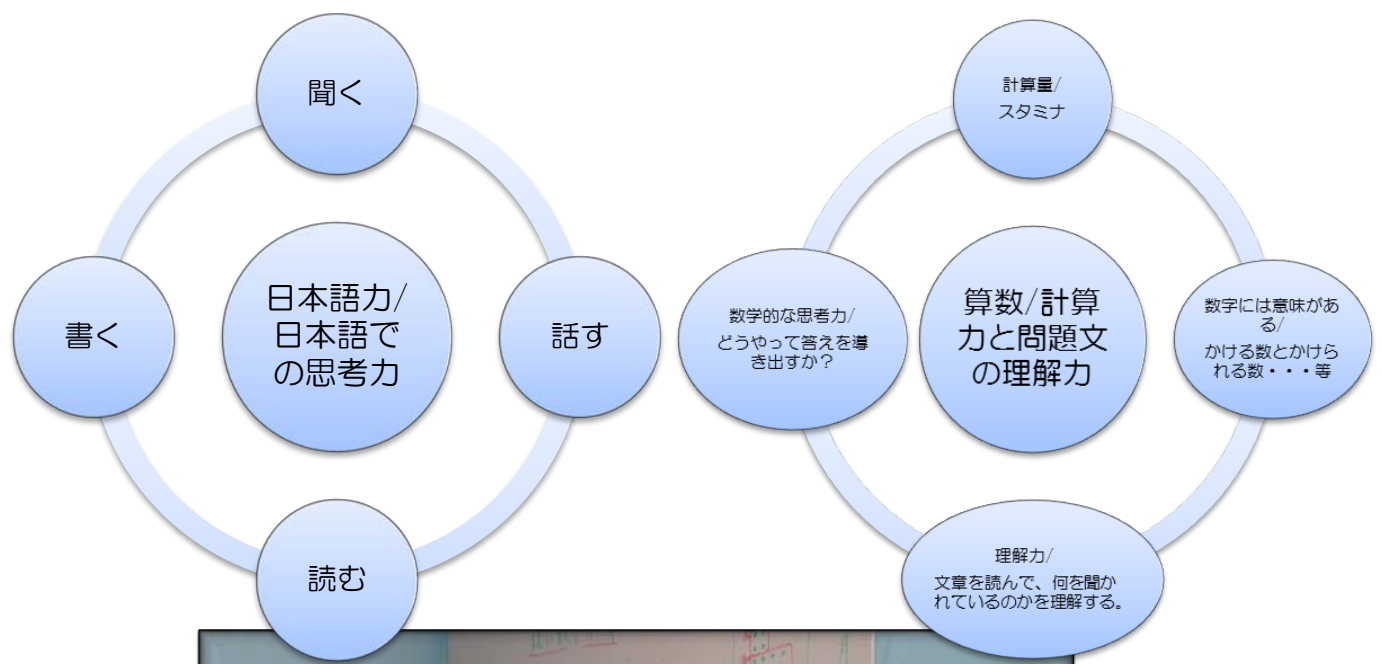 聞く
日本語力/
日本語で
の思考力
書く
話す
読む
計算量/
スタミナ
算数/計算
力と問題文
の理解力
数学的な思考力/
どうやって答えを導
き出すか？
数字には意味があ
る/
かける数とかけら
れる数・・・等
理解力/
文章を読んで、何を聞か
れているのかを理解する。